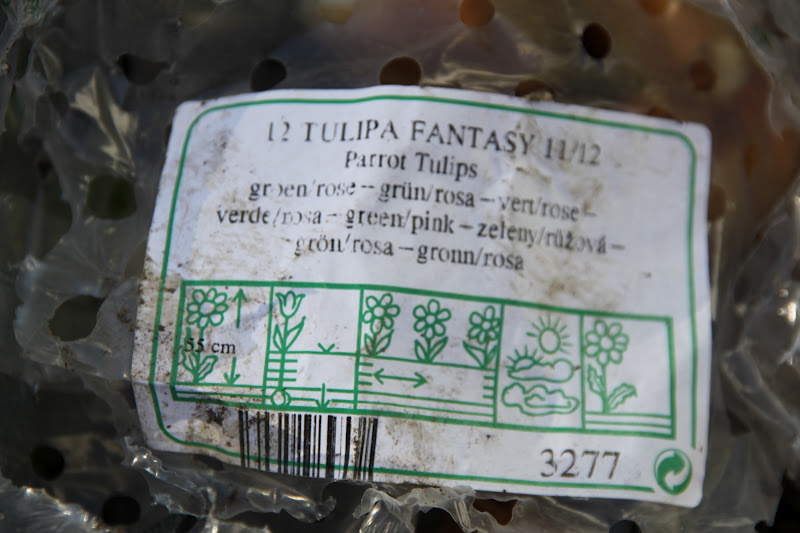 12 TULIPA FANTASY 11/12
Parrot Tulips
groen/rose – grün/rosa – vert/rose –
verde/rosa – green/pink – zeleny/růžová –
grön/rosa – gronn/rosa
55 cm
3277